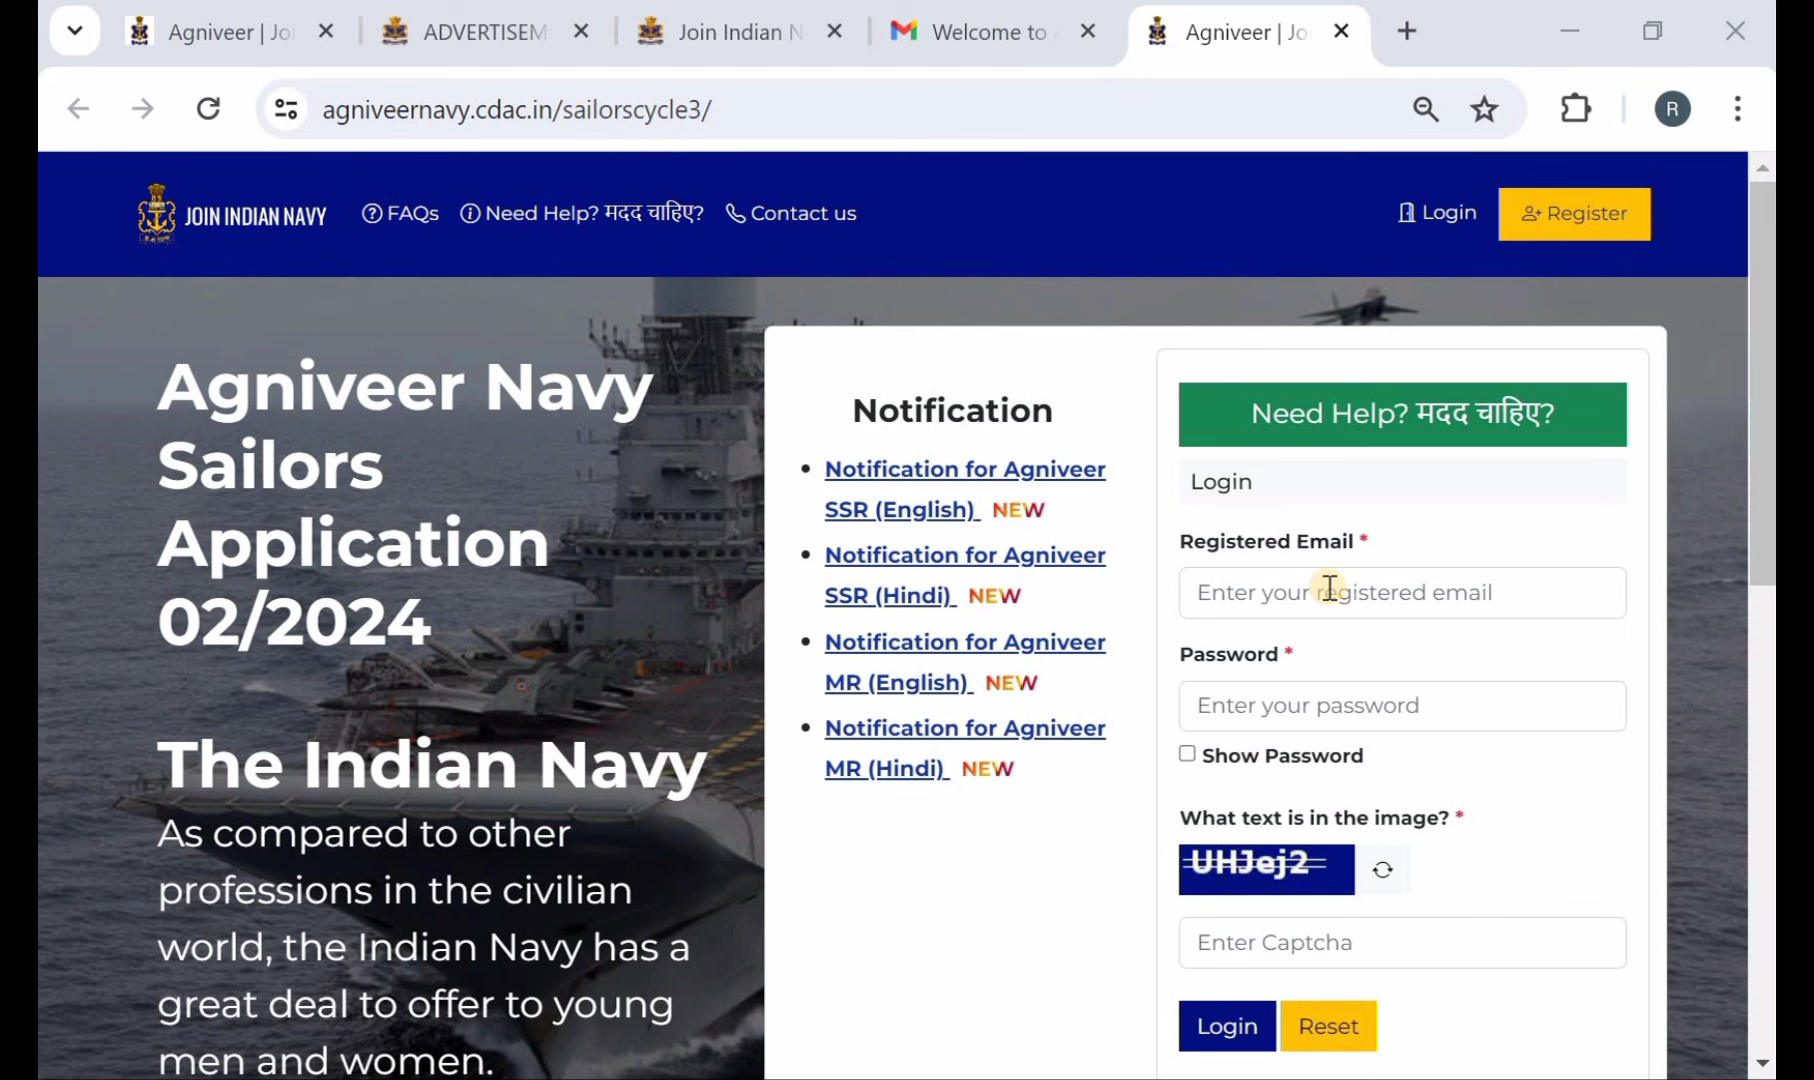 Agniveer | Jo
ADVERTISEM
Join Indian N
Welcome to
Agniveer | Jo
agniveernavy.cdac.in/sailorscycle3/
R
JOIN INDIAN NAVY
FAQs
Need Help? मदद चाहिए?
Contact us
Login
Register
Agniveer Navy
Sailors
Application
02/2024
The Indian Navy
As compared to other
professions in the civilian
world, the Indian Navy has a
great deal to offer to young
men and women.
Notification
Notification for Agniveer
SSR (English) NEW
Notification for Agniveer
SSR (Hindi) NEW
Notification for Agniveer
MR (English) NEW
Notification for Agniveer
MR (Hindi) NEW
Need Help? मदद चाहिए?
Login
Registered Email *
Enter your registered email
Password *
Enter your password
Show Password
What text is in the image? *
UHJej2
Enter Captcha
Login
Reset